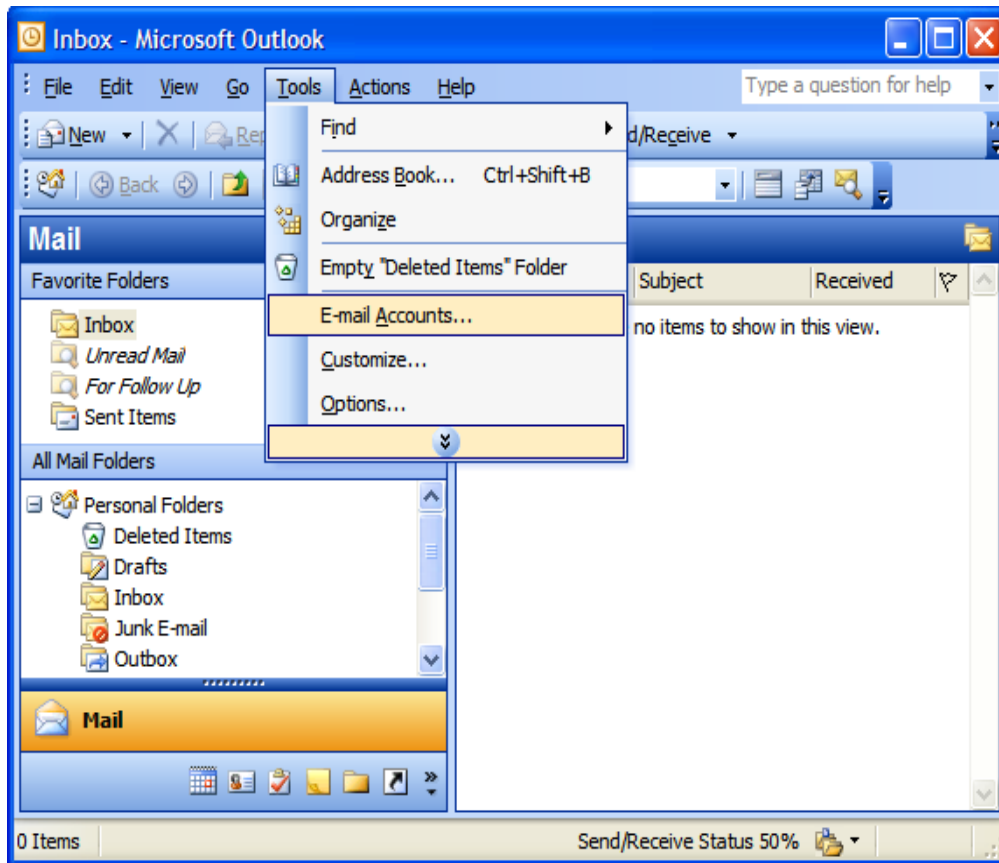 Inbox - Microsoft Outlook
File Edit View Go Tools Actions Help Type a question for help
New Rep d/Receive
Back
Find
Address Book... Ctrl+Shift+B
Organize
Empty "Deleted Items" Folder
E-mail Accounts...
Customize...
Options...
Mail
Favorite Folders
Inbox
Unread Mail
For Follow Up
Sent Items
All Mail Folders
Personal Folders
Deleted Items
Drafts
Inbox
Junk E-mail
Outbox
Mail
Subject Received
no items to show in this view.
0 Items Send/Receive Status 50%